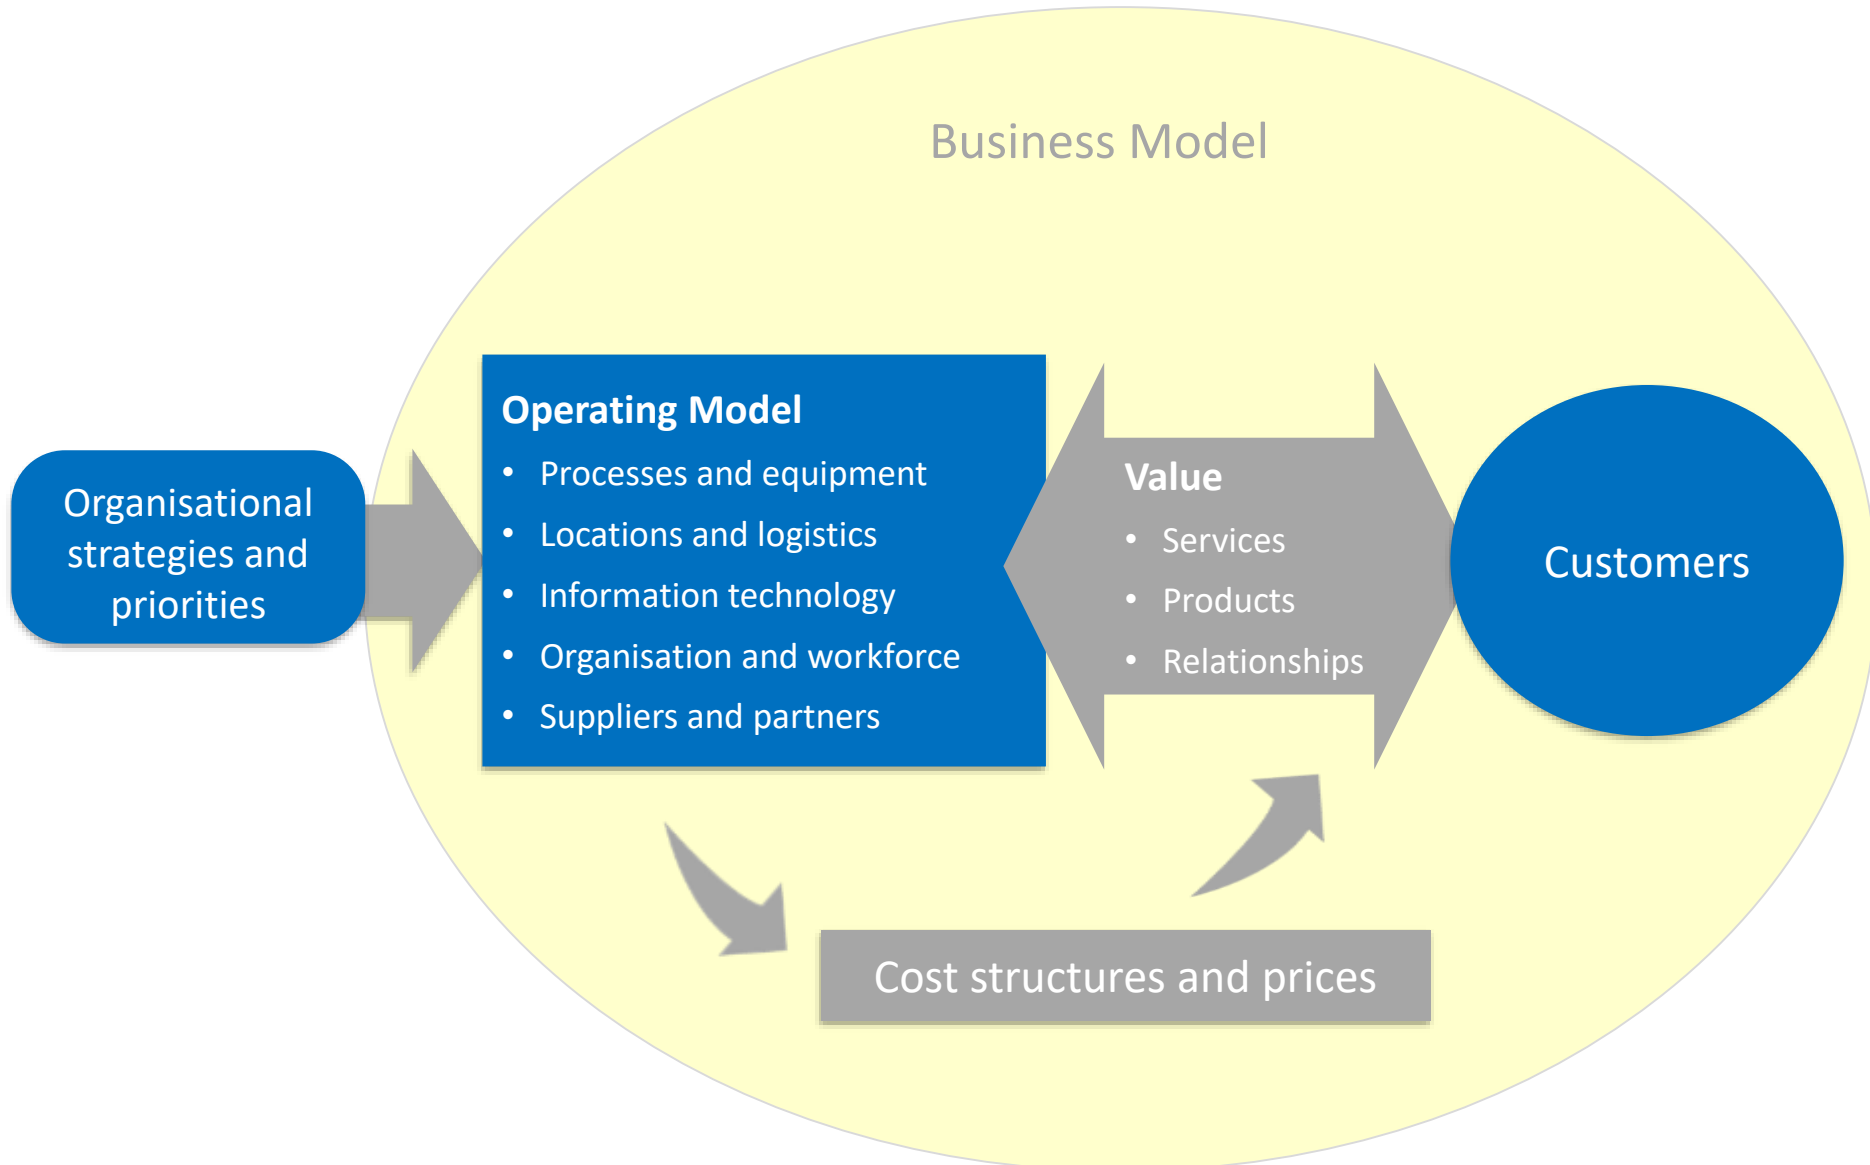 Business Model
Organisational
strategies and
priorities
Operating Model
• Processes and equipment
• Locations and logistics
• Information technology
• Organisation and workforce
• Suppliers and partners
Value
• Services
• Products
• Relationships
Customers
Cost structures and prices